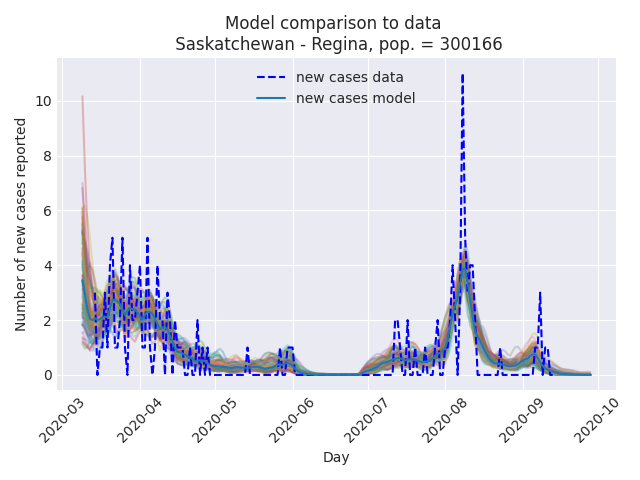 Model comparison to data
Saskatchewan - Regina, pop. = 300166
new cases data
new cases model
Number of new cases reported
10
8
6
4
2
0
2020-03
2020-04
2020-05
2020-06
2020-07
2020-08
2020-09
2020-10
Day